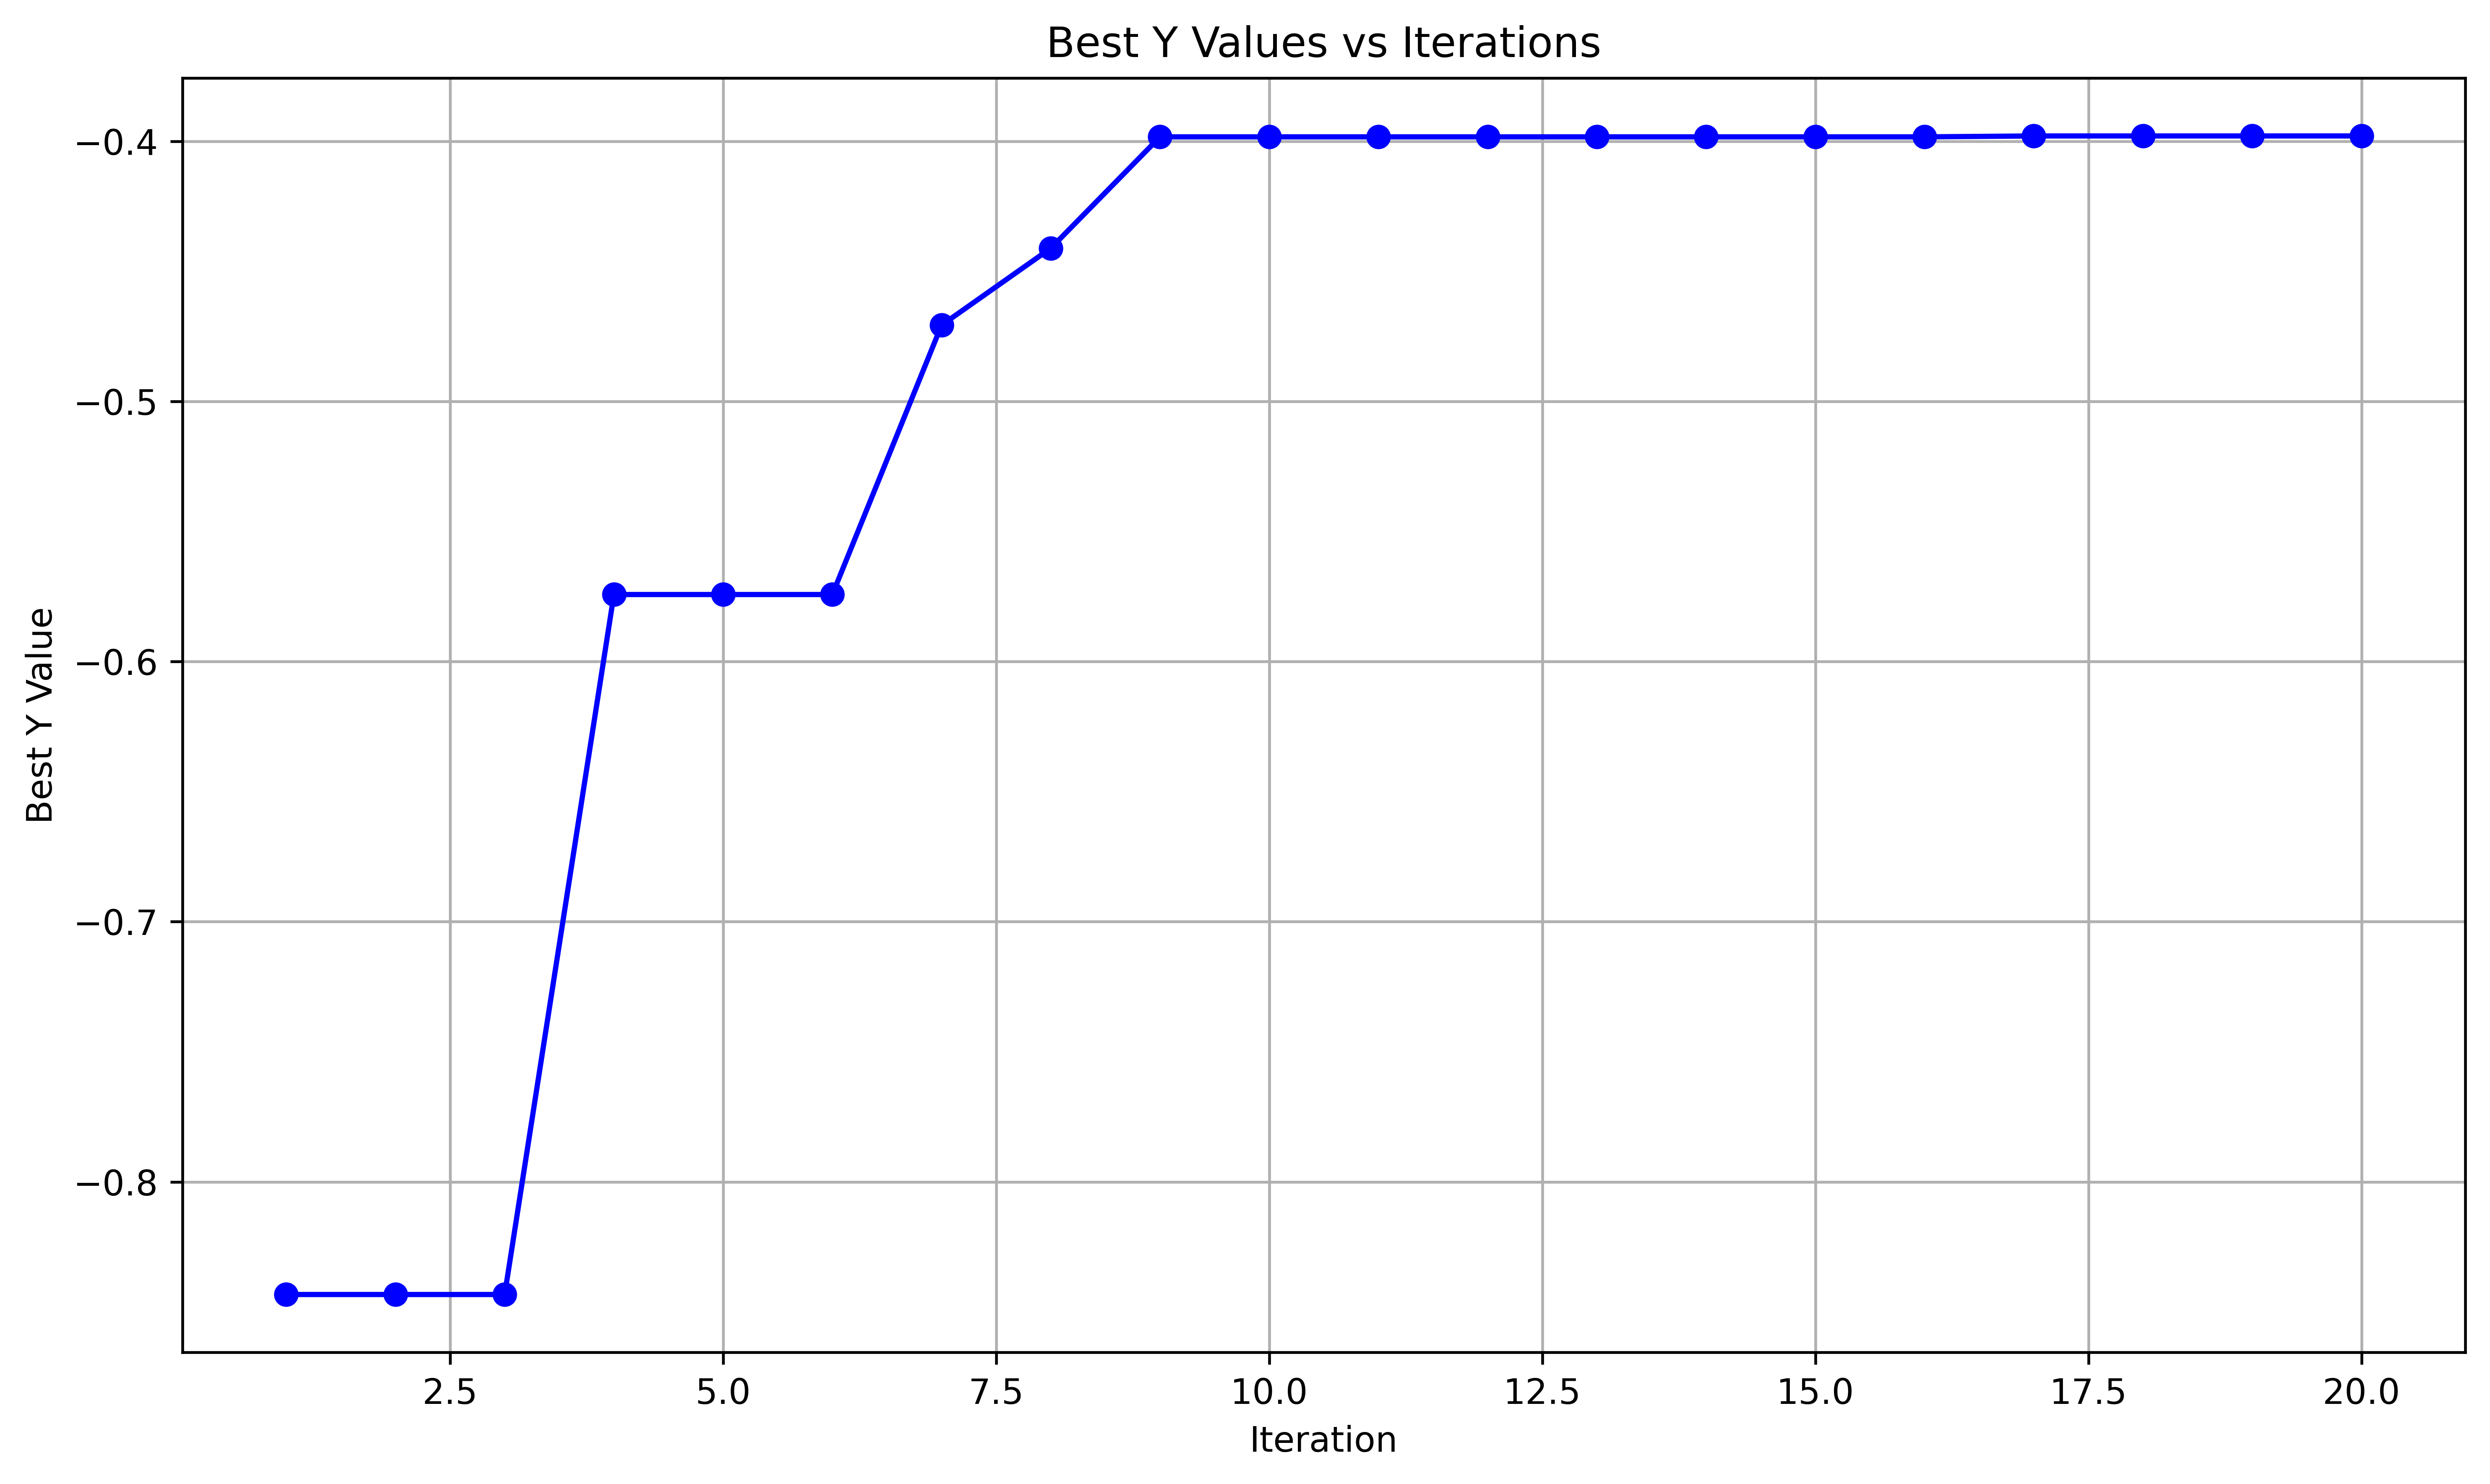 Best Y Values vs Iterations
Best Y Value
−0.4
−0.5
−0.6
−0.7
−0.8
2.5 5.0 7.5 10.0 12.5 15.0 17.5 20.0
Iteration